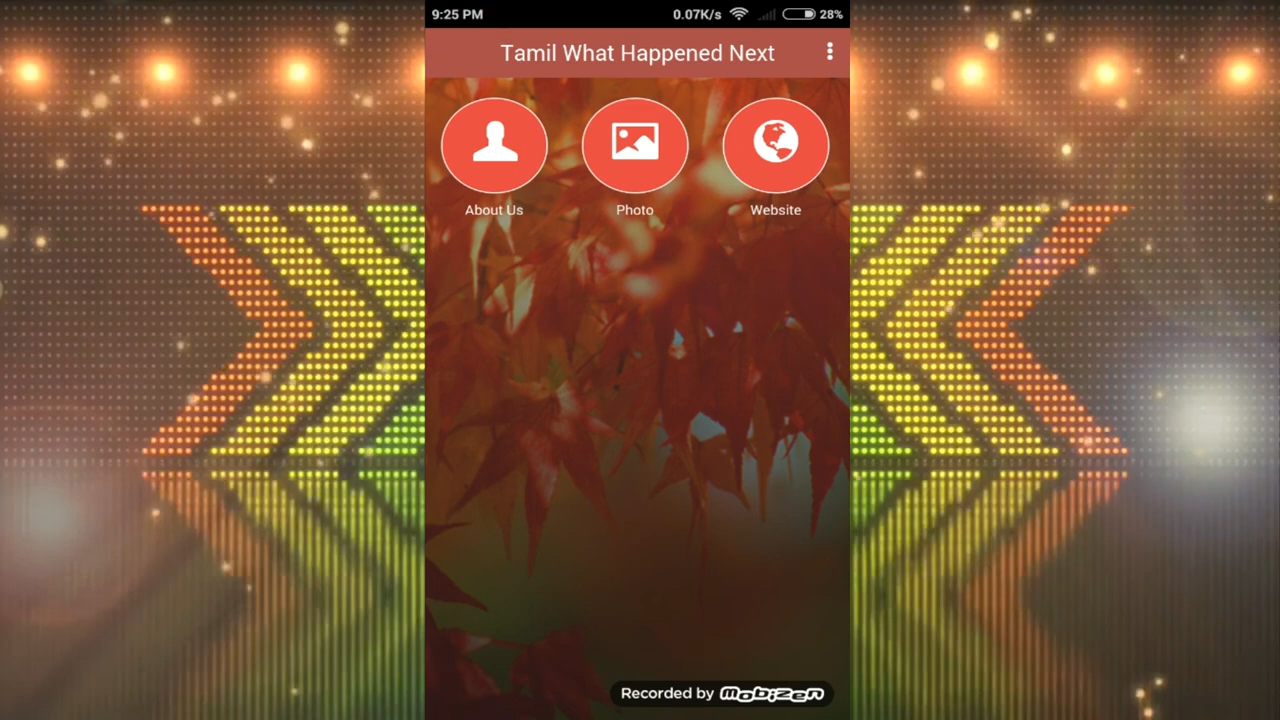 9:25 PM 0.07K/s 28%
Tamil What Happened Next
About Us Photo Website
Recorded by Mobizen